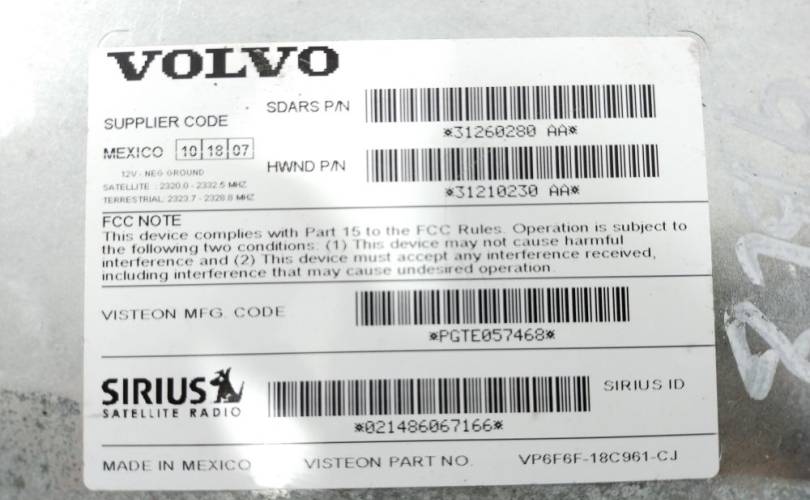 VOLVO
SUPPLIER CODE
SDARS P/N
*31260280 AA*
MEXICO 10 18 07
HWND P/N
*31210230 AA*
12V - NEG GROUND
SATELLITE : 2320.0 - 2332.5 MHZ
TERRESTRIAL: 2323.7 - 2328.8 MHZ
FCC NOTE
This device complies with Part 15 to the FCC Rules. Operation is subject to
the following two conditions: (1) This device may not cause harmful
interference and (2) This device must accept any interference received,
including interference that may cause undesired operation.
VISTEON MFG. CODE
*PGTE057468*
SIRIUS
SATELLITE RADIO
SIRIUS ID
*021486067166*
MADE IN MEXICO VISTEON PART NO. VP6F6F-18C961-CJ